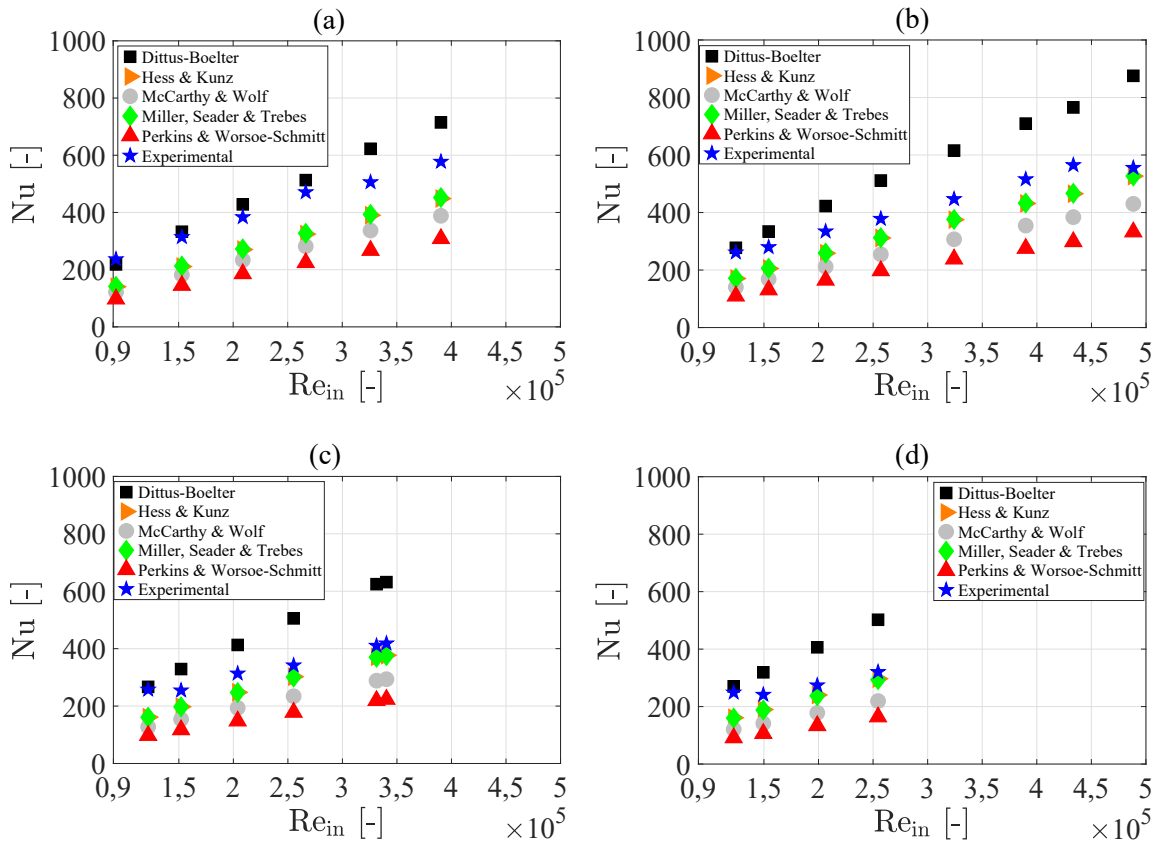 (a)
1000
800
600
400
200
0
Nu [-]
Dittus-Boelter
Hess & Kunz
McCarthy & Wolf
Miller, Seader & Trebes
Perkins & Worsoe-Schmitt
Experimental
0,9 1,5 2 2,5 3 3,5 4 4,5 5
Re_in [-]
×10^5
(b)
1000
800
600
400
200
0
Nu [-]
Dittus-Boelter
Hess & Kunz
McCarthy & Wolf
Miller, Seader & Trebes
Perkins & Worsoe-Schmitt
Experimental
0,9 1,5 2 2,5 3 3,5 4 4,5 5
Re_in [-]
×10^5
(c)
1000
800
600
400
200
0
Nu [-]
Dittus-Boelter
Hess & Kunz
McCarthy & Wolf
Miller, Seader & Trebes
Perkins & Worsoe-Schmitt
Experimental
0,9 1,5 2 2,5 3 3,5 4 4,5 5
Re_in [-]
×10^5
(d)
1000
800
600
400
200
0
Nu [-]
Dittus-Boelter
Hess & Kunz
McCarthy & Wolf
Miller, Seader & Trebes
Perkins & Worsoe-Schmitt
Experimental
0,9 1,5 2 2,5 3 3,5 4 4,5 5
Re_in [-]
×10^5